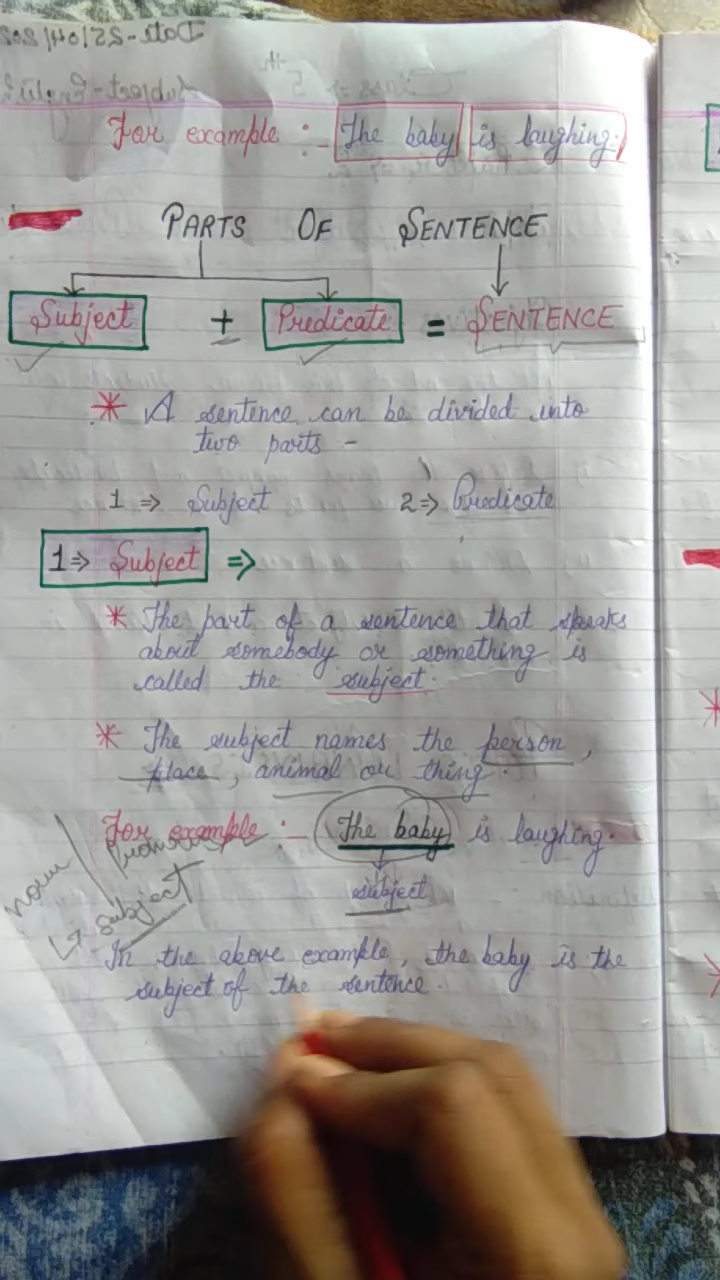 For example :- The baby is laughing.
PARTS OF SENTENCE
Subject + Predicate = SENTENCE
* A sentence can be divided into
two parts -
1 ⇒ Subject 2 ⇒ Predicate
1 ⇒ Subject ⇒
* The part of a sentence that speaks
about somebody or something is
called the subject.
* The subject names the person,
place, animal or thing.
For example :- The baby is laughing.
subject
noun
↳ subject
In the above example, the baby is the
subject of the sentence.